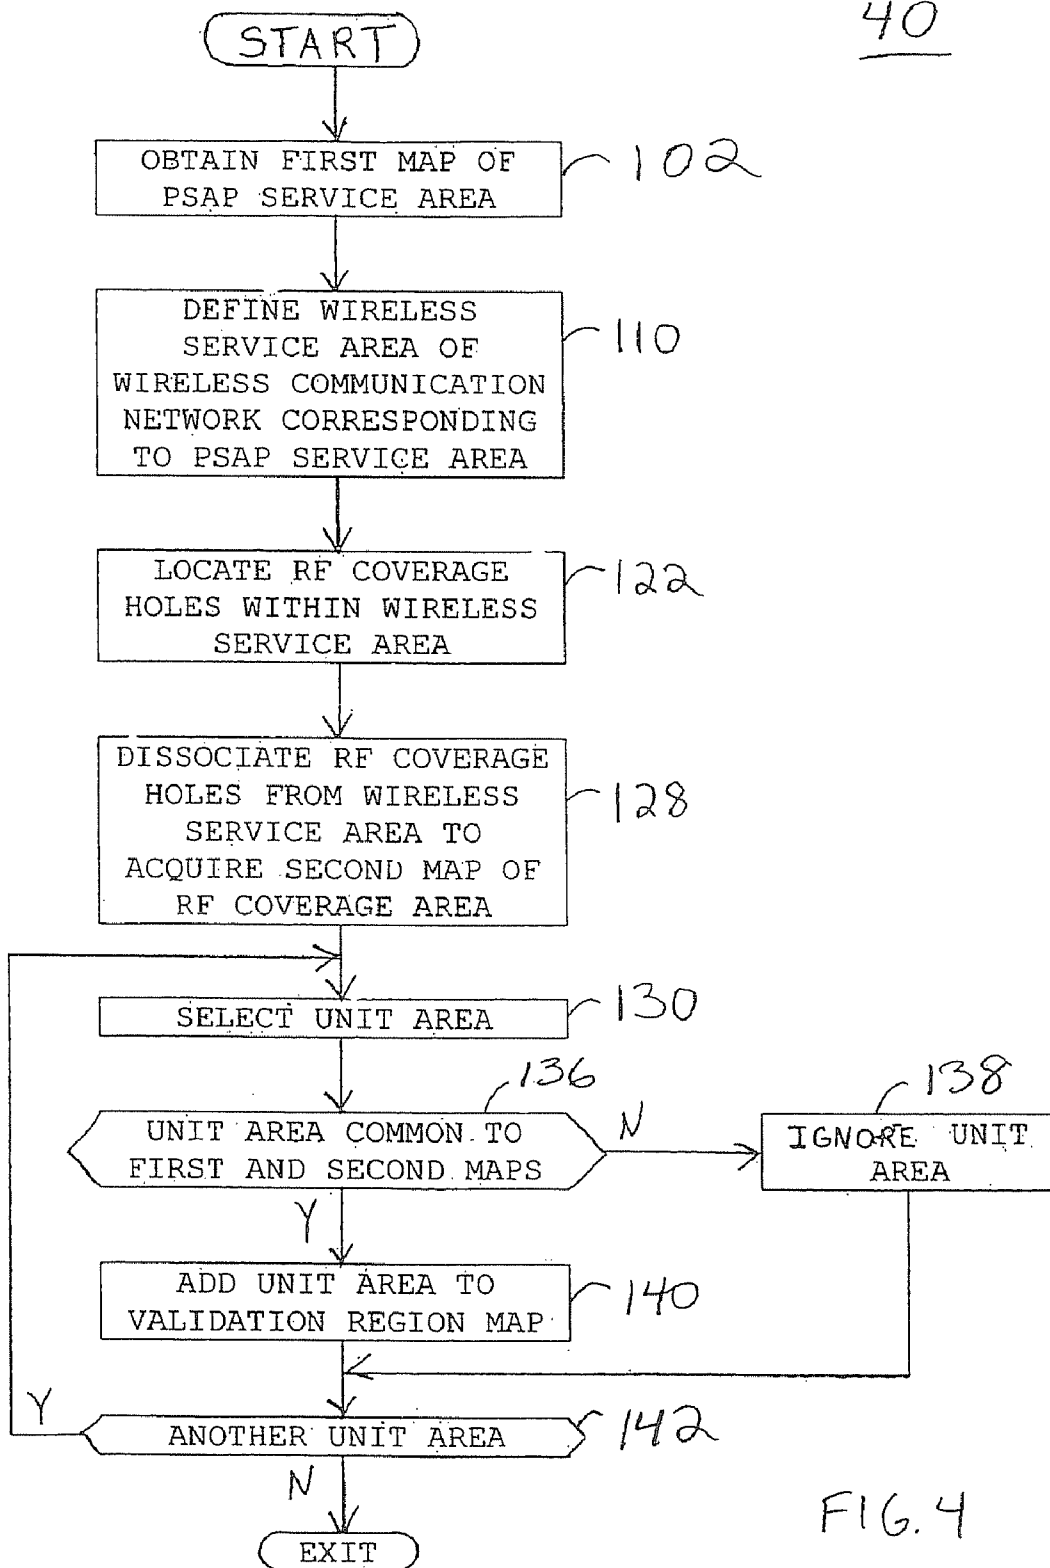 40
START
OBTAIN FIRST MAP OF
PSAP SERVICE AREA
102
DEFINE WIRELESS
SERVICE AREA OF
WIRELESS COMMUNICATION
NETWORK CORRESPONDING
TO PSAP SERVICE AREA
110
LOCATE RF COVERAGE
HOLES WITHIN WIRELESS
SERVICE AREA
122
DISSOCIATE RF COVERAGE
HOLES FROM WIRELESS
SERVICE AREA TO
ACQUIRE SECOND MAP OF
RF COVERAGE AREA
128
SELECT UNIT AREA
130
136
UNIT AREA COMMON TO
FIRST AND SECOND MAPS
N
138
IGNORE UNIT
AREA
Y
ADD UNIT AREA TO
VALIDATION REGION MAP
140
Y
ANOTHER UNIT AREA
142
N
EXIT
FIG. 4